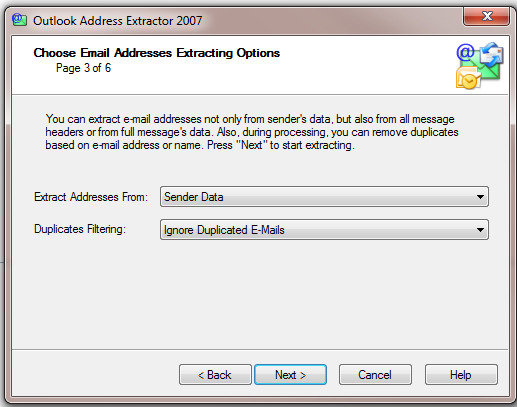 Outlook Address Extractor 2007
Choose Email Addresses Extracting Options
Page 3 of 6
You can extract e-mail addresses not only from sender's data, but also from all message
headers or from full message's data. Also, during processing, you can remove duplicates
based on e-mail address or name. Press "Next" to start extracting.
Extract Addresses From: Sender Data
Duplicates Filtering: Ignore Duplicated E-Mails
< Back Next > Cancel Help